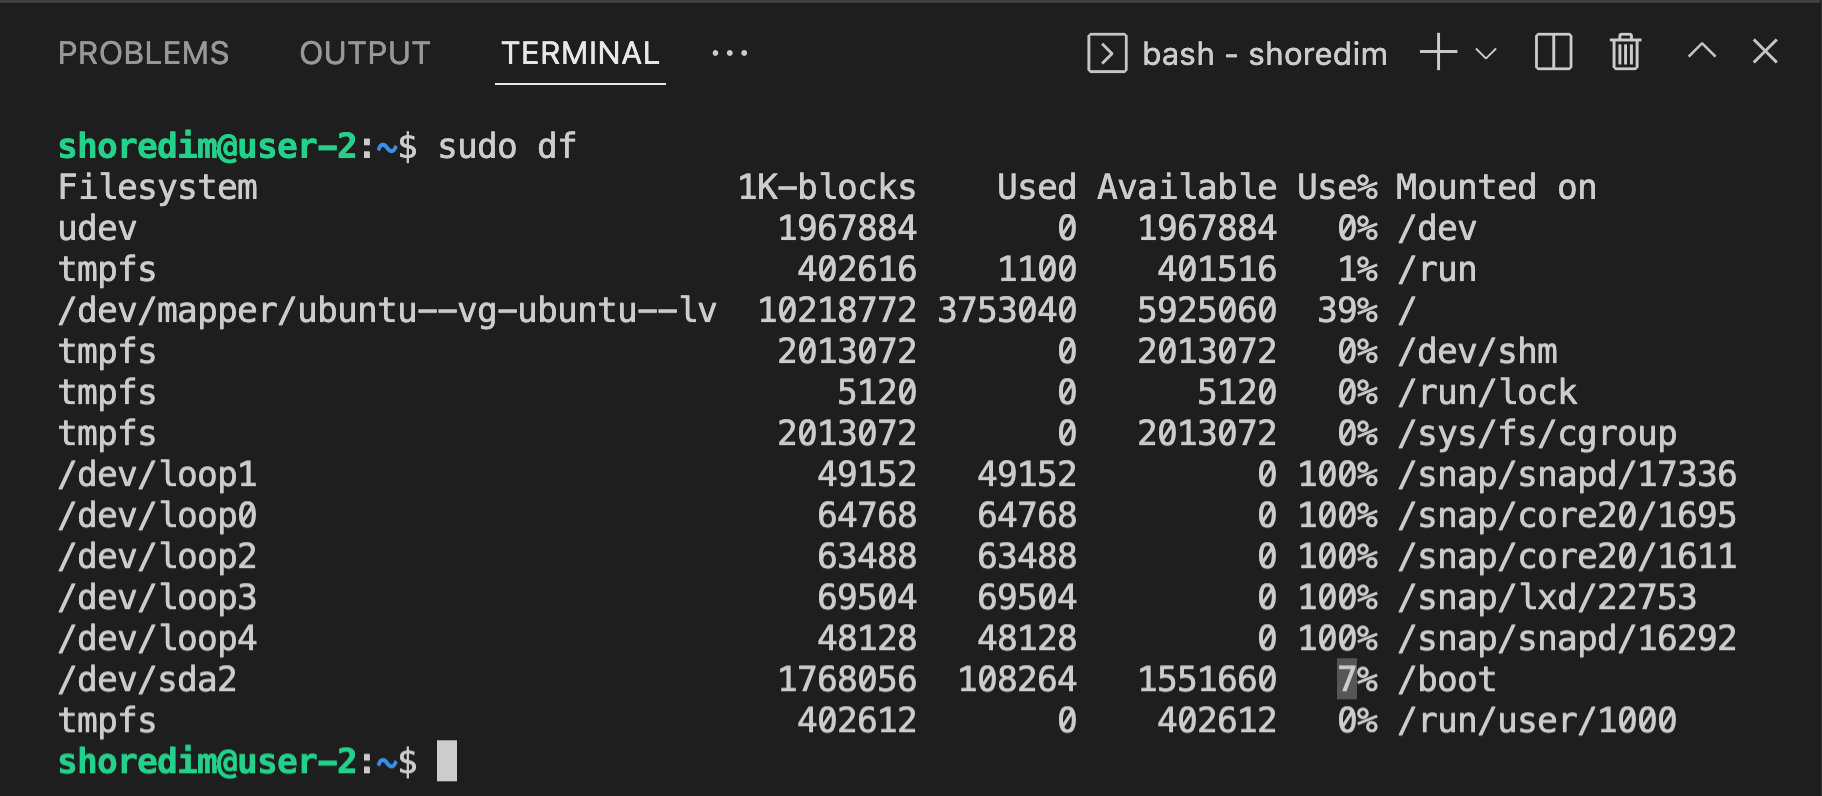 PROBLEMS OUTPUT TERMINAL ... bash - shoredim
shoredim@user-2:~$ sudo df
Filesystem 1K-blocks Used Available Use% Mounted on
udev 1967884 0 1967884 0% /dev
tmpfs 402616 1100 401516 1% /run
/dev/mapper/ubuntu--vg-ubuntu--lv 10218772 3753040 5925060 39% /
tmpfs 2013072 0 2013072 0% /dev/shm
tmpfs 5120 0 5120 0% /run/lock
tmpfs 2013072 0 2013072 0% /sys/fs/cgroup
/dev/loop1 49152 49152 0 100% /snap/snapd/17336
/dev/loop0 64768 64768 0 100% /snap/core20/1695
/dev/loop2 63488 63488 0 100% /snap/core20/1611
/dev/loop3 69504 69504 0 100% /snap/lxd/22753
/dev/loop4 48128 48128 0 100% /snap/snapd/16292
/dev/sda2 1768056 108264 1551660 7% /boot
tmpfs 402612 0 402612 0% /run/user/1000
shoredim@user-2:~$